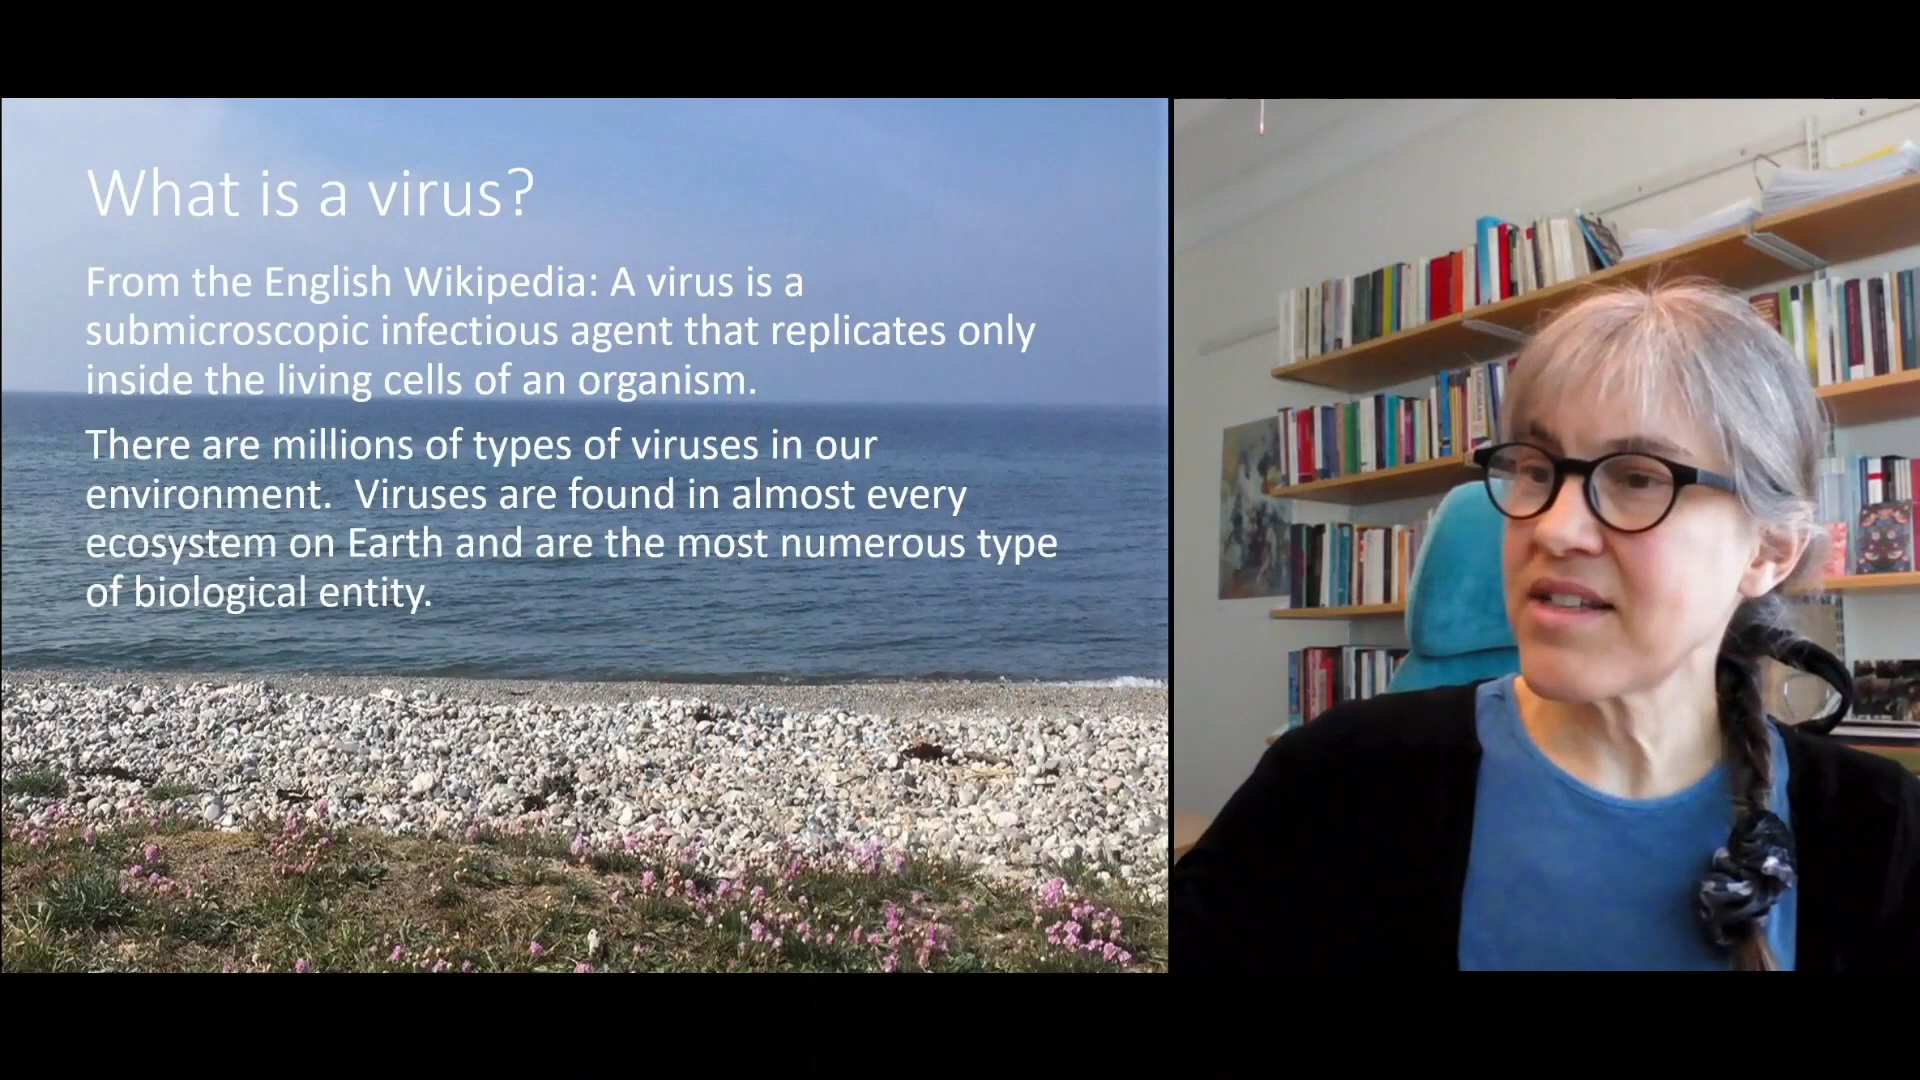 What is a virus?
From the English Wikipedia: A virus is a
submicroscopic infectious agent that replicates only
inside the living cells of an organism.
There are millions of types of viruses in our
environment.  Viruses are found in almost every
ecosystem on Earth and are the most numerous type
of biological entity.